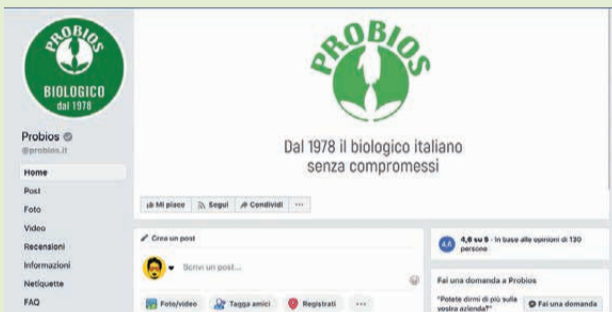 PROBIOS
BIOLOGICO
dal 1978
Probios
@probios.it
Home
Post
Foto
Video
Recensioni
Informazioni
Netiquette
FAQ
PROBIOS
Dal 1978 il biologico italiano
senza compromessi
Mi piace Segui Condividi ...
Crea un post
Scrivi un post...
Foto/video Tagga amici Registrati ...
4,6 4,6 su 5 · In base alle opinioni di 130
persone
Fai una domanda a Probios
"Potete dirmi di più sulla
vostra azienda?" Fai una domanda